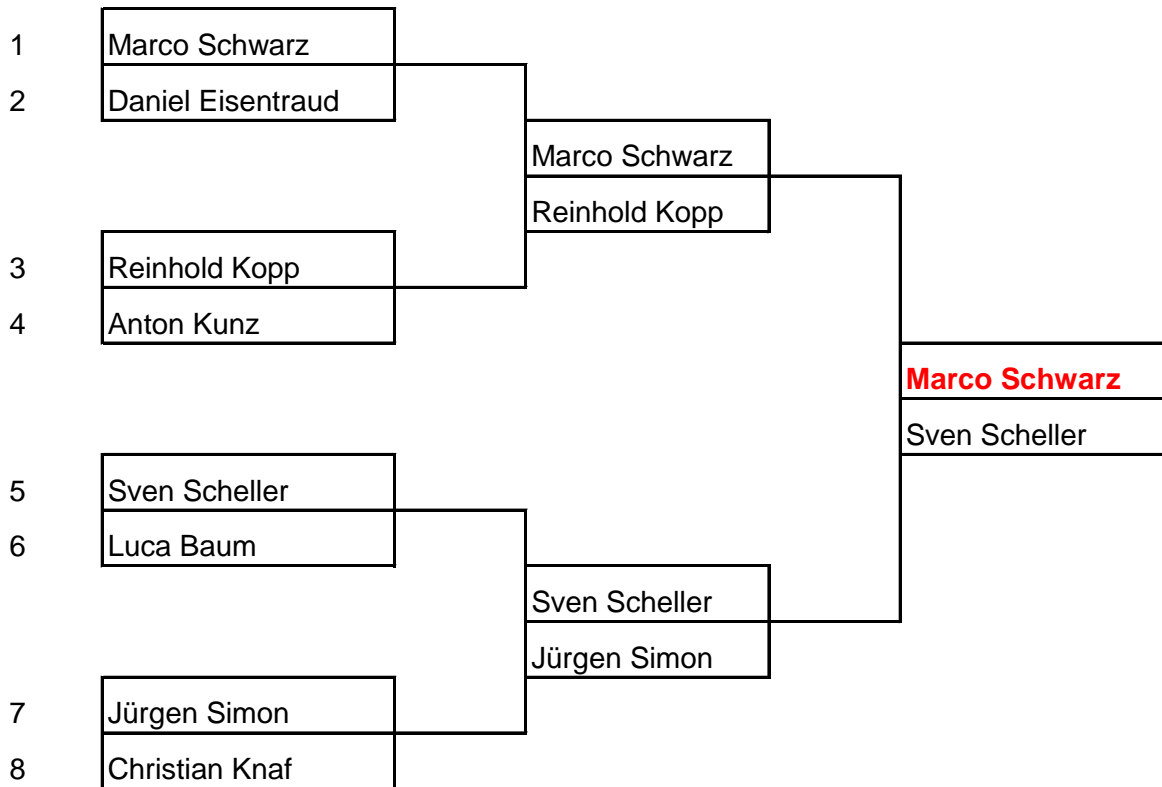 1 Marco Schwarz
2 Daniel Eisentraud
Marco Schwarz
Reinhold Kopp
3 Reinhold Kopp
4 Anton Kunz
Marco Schwarz
Sven Scheller
5 Sven Scheller
6 Luca Baum
Sven Scheller
Jürgen Simon
7 Jürgen Simon
8 Christian Knaf